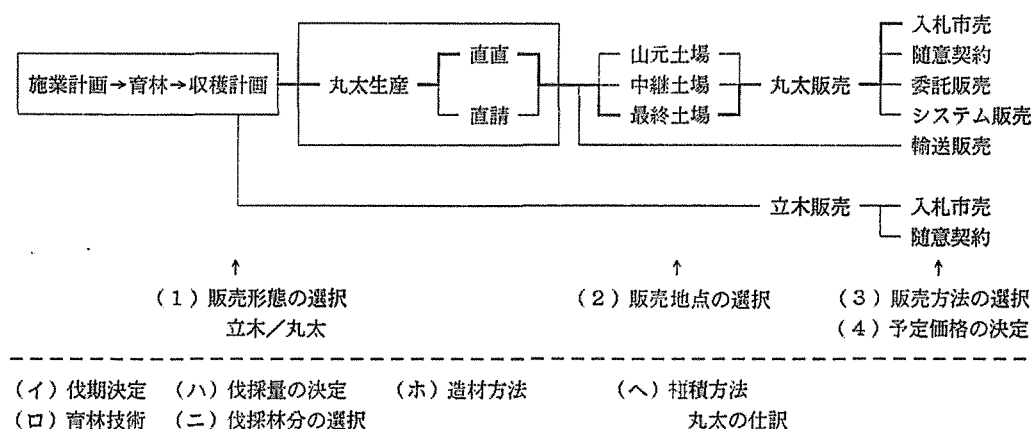 入札市売
随意契約
委託販売
システム販売
輸送販売
施業計画→育林→収穫計画
丸太生産
直直
直請
山元土場
中継土場
最終土場
丸太販売
立木販売
入札市売
随意契約
↑ ↑ ↑
(1)販売形態の選択 (2)販売地点の選択 (3)販売方法の選択
立木/丸太 (4)予定価格の決定
(イ)伐期決定 (ハ)伐採量の決定 (ホ)造材方法 (ヘ)椪積方法
(ロ)育林技術 (ニ)伐採林分の選択 丸太の仕訳